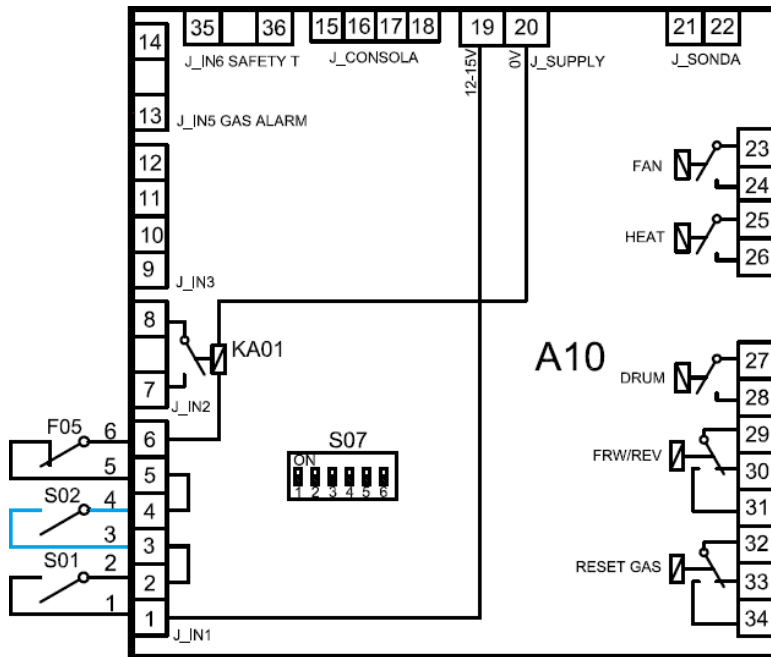 14
35
36
15 16 17 18
19 20
21 22
J_IN6 SAFETY T
J_CONSOLA
12-15V
0V
J_SUPPLY
J_SONDA
13
J_IN5 GAS ALARM
12
11
10
9
J_IN3
FAN
23
24
HEAT
25
26
8
KA01
7
J_IN2
A10
DRUM
27
28
F05
6
5
6
5
S02
4
3
4
3
S01
2
1
2
1
J_IN1
S07
ON
1 2 3 4 5 6
FRW/REV
29
30
31
RESET GAS
32
33
34